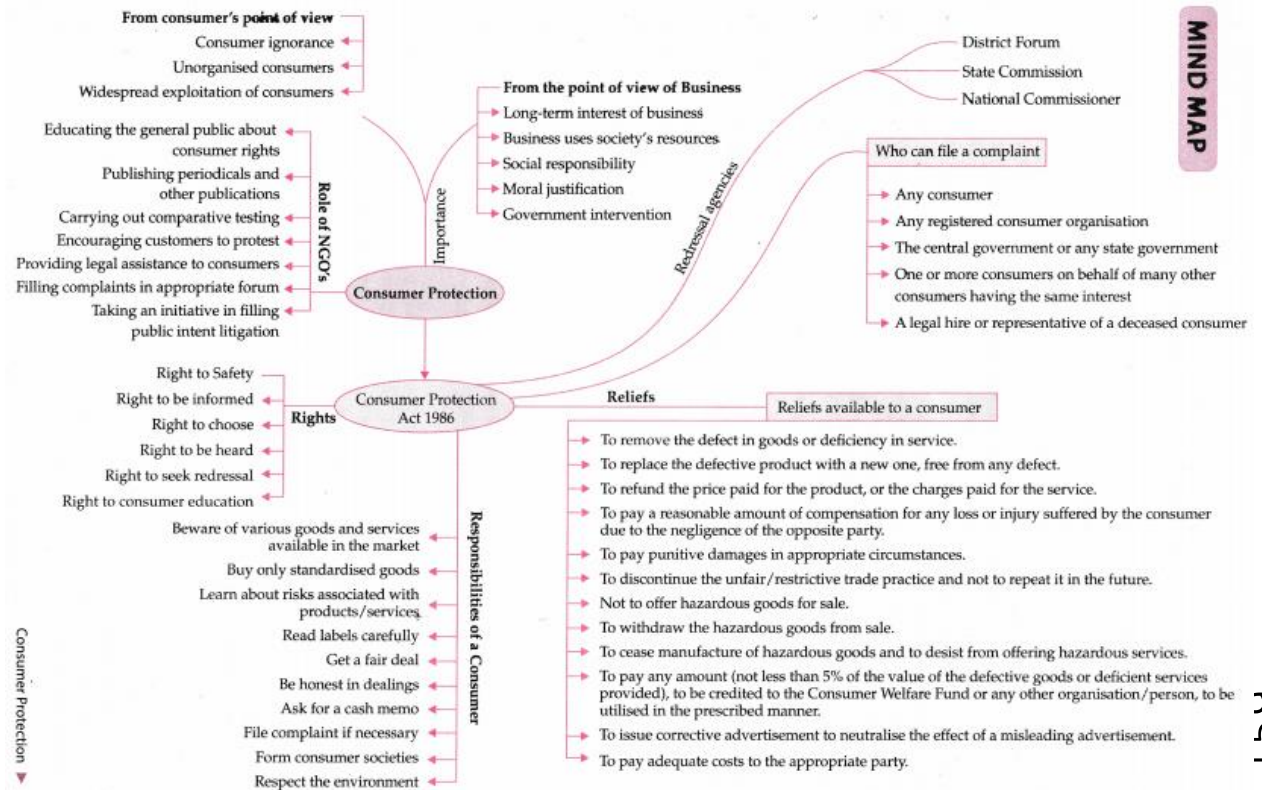 MIND MAP
From consumer's point of view
Consumer ignorance
Unorganised consumers
Widespread exploitation of consumers
From the point of view of Business
Long-term interest of business
Business uses society's resources
Social responsibility
Moral justification
Government intervention
Importance
Educating the general public about
consumer rights
Publishing periodicals and
other publications
Carrying out comparative testing
Encouraging customers to protest
Providing legal assistance to consumers
Filling complaints in appropriate forum
Taking an initiative in filling
public intent litigation
Role of NGO's
Consumer Protection
Redressal agencies
District Forum
State Commission
National Commissioner
Who can file a complaint
Any consumer
Any registered consumer organisation
The central government or any state government
One or more consumers on behalf of many other
consumers having the same interest
A legal hire or representative of a deceased consumer
Consumer Protection
Act 1986
Rights
Right to Safety
Right to be informed
Right to choose
Right to be heard
Right to seek redressal
Right to consumer education
Reliefs
Reliefs available to a consumer
To remove the defect in goods or deficiency in service.
To replace the defective product with a new one, free from any defect.
To refund the price paid for the product, or the charges paid for the service.
To pay a reasonable amount of compensation for any loss or injury suffered by the consumer
due to the negligence of the opposite party.
To pay punitive damages in appropriate circumstances.
To discontinue the unfair/restrictive trade practice and not to repeat it in the future.
Not to offer hazardous goods for sale.
To withdraw the hazardous goods from sale.
To cease manufacture of hazardous goods and to desist from offering hazardous services.
To pay any amount (not less than 5% of the value of the defective goods or deficient services
provided), to be credited to the Consumer Welfare Fund or any other organisation/person, to be
utilised in the prescribed manner.
To issue corrective advertisement to neutralise the effect of a misleading advertisement.
To pay adequate costs to the appropriate party.
Responsibilities of a Consumer
Beware of various goods and services
available in the market
Buy only standardised goods
Learn about risks associated with
products/services
Read labels carefully
Get a fair deal
Be honest in dealings
Ask for a cash memo
File complaint if necessary
Form consumer societies
Respect the environment
Consumer Protection